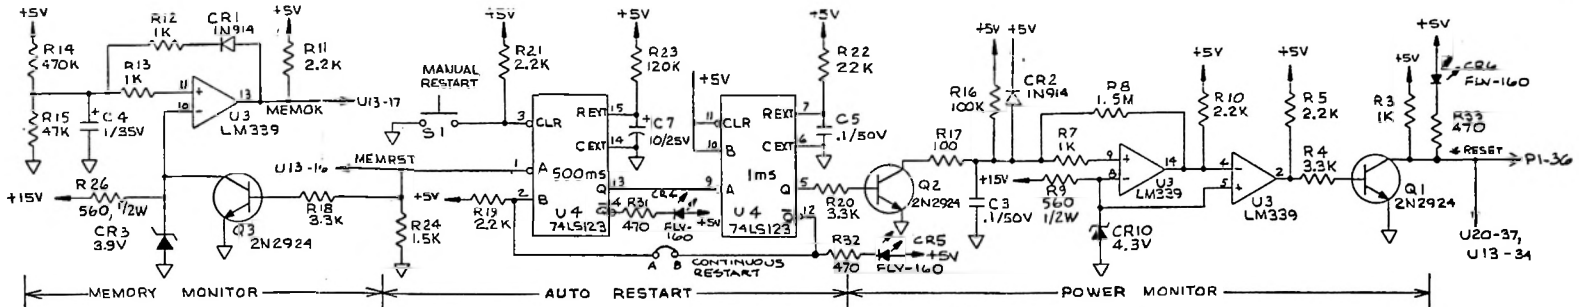 +5V
R14
470K
R15
47K
C4
1/35V
R12
1K
CR1
1N914
R13
1K
11
10
13
U3
LM339
+5V
R11
2.2K
MEMOK
U13-17
+15V
R26
560, 1/2W
CR3
3.9V
Q3
2N2924
R18
3.3K
MEMRST
U13-16
R24
1.5K
MEMORY MONITOR
MANUAL
RESTART
S1
+5V
R21
2.2K
3
CLR
1
A
2
B
500ms
U4
74LS123
REXT
15
CEXT
14
Q
13
Q
4
+5V
R23
120K
C7
10/25V
+5V
R19
2.2K
R31
470
CR4
FLV-
160
+5V
+5V
11
CLR
10
B
9
A
1ms
U4
74LS123
REXT
7
CEXT
6
Q
5
Q
12
+5V
R22
22K
C5
.1/50V
A
B
CONTINUOUS
RESTART
R32
470
CR5
FLV-160
+5V
AUTO RESTART
R20
3.3K
Q2
2N2924
R17
100
+5V
R16
100K
+5V
CR2
1N914
C3
.1/50V
R7
1K
+15V
R9
560
1/2W
CR10
4.3V
R8
1.5M
9
8
14
U3
LM339
+5V
R10
2.2K
4
5
2
U3
LM339
+5V
R5
2.2K
R4
3.3K
Q1
2N2924
+5V
R3
1K
+5V
CR6
FLV-160
R33
470
RESET
P1-36
U20-37,
U13-34
POWER MONITOR